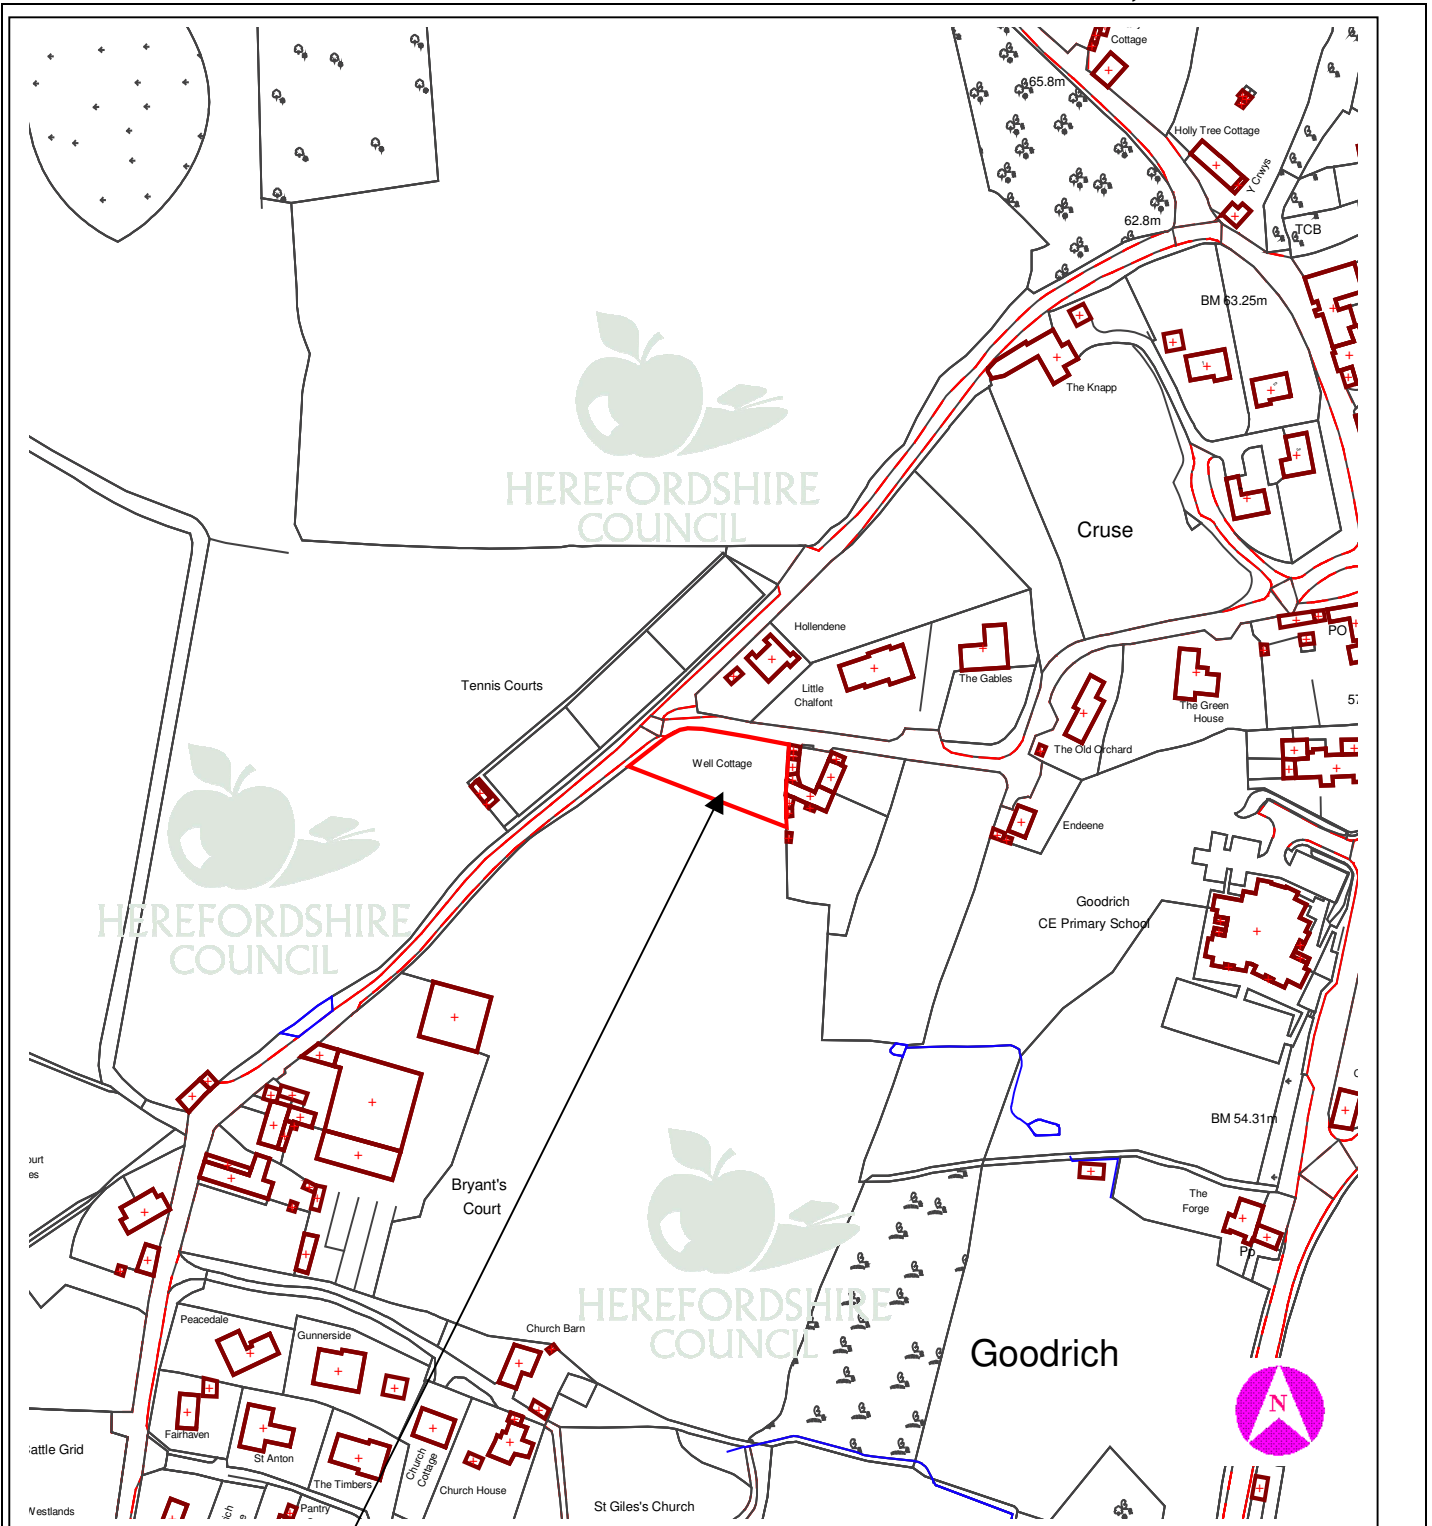 Cottage
65.8m
Holly Tree Cottage
Y Crwys
62.8m
TCB
BM 63.25m
The Knapp
HEREFORDSHIRE
COUNCIL
Cruse
Hollendene
PO
Tennis Courts
Little
Chalfont
The Gables
The Green
House
57
The Old Orchard
Well Cottage
Endeene
HEREFORDSHIRE
COUNCIL
Goodrich
CE Primary School
BM 54.31m
Bryant's
Court
The
Forge
HEREFORDSHIRE
COUNCIL
Peacedale
Gunnerside
Church Barn
Goodrich
N
Fairhaven
St Anton
The Timbers
Church
Cottage
Church House
attle Grid
Westlands
Pantry
St Giles's Church